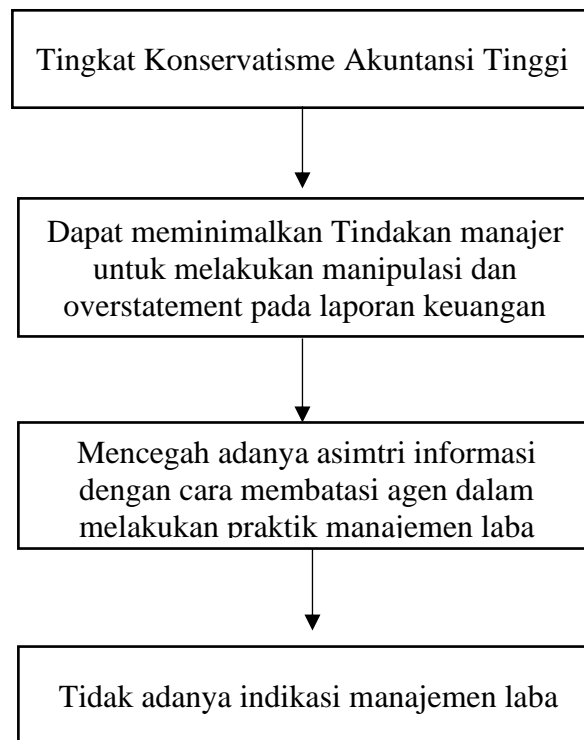 Tingkat Konservatisme Akuntansi Tinggi
Dapat meminimalkan Tindakan manajer
untuk melakukan manipulasi dan
overstatement pada laporan keuangan
Mencegah adanya asimtri informasi
dengan cara membatasi agen dalam
melakukan praktik manajemen laba
Tidak adanya indikasi manajemen laba